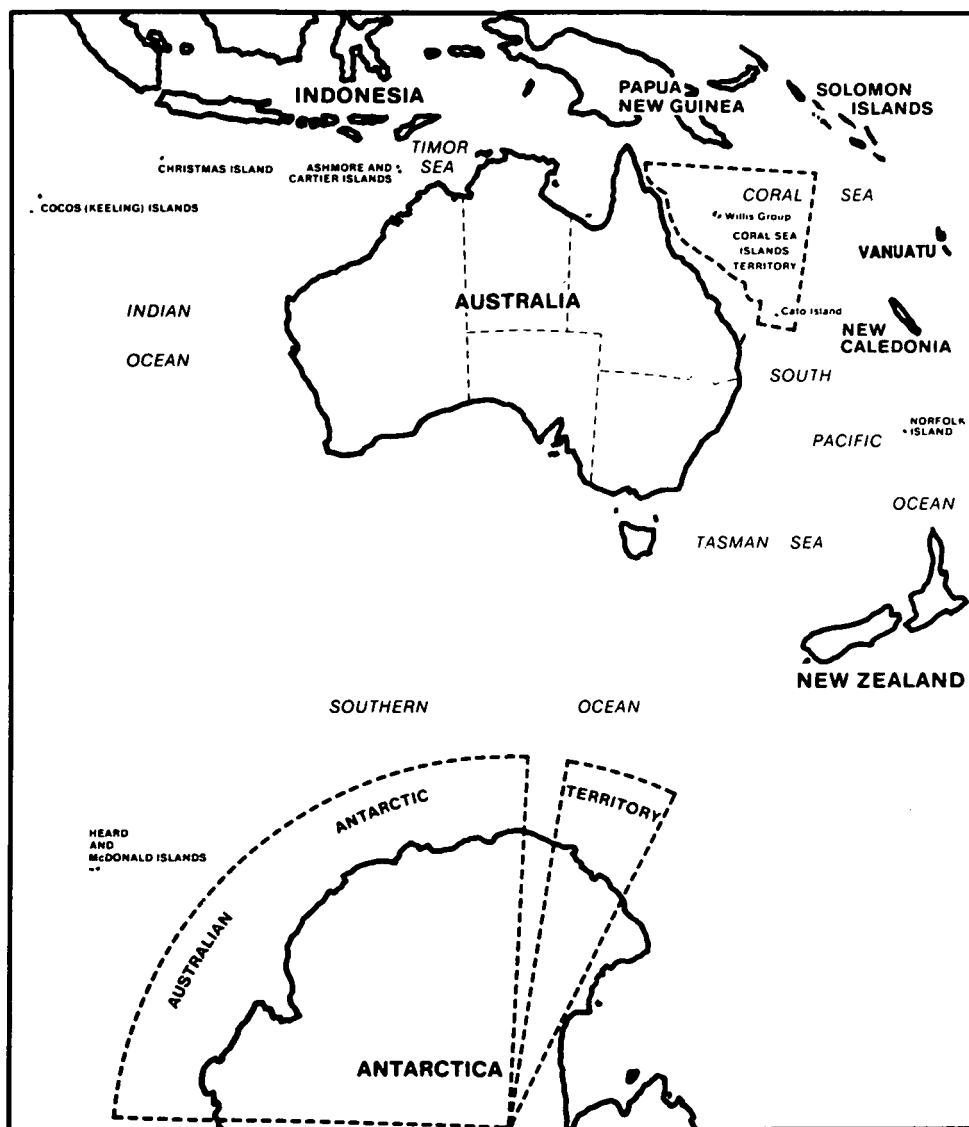 INDONESIA
PAPUA
NEW GUINEA
SOLOMON
ISLANDS
TIMOR
SEA
CHRISTMAS ISLAND
ASHMORE AND
CARTIER ISLANDS
COCOS (KEELING) ISLANDS
CORAL SEA
Willis Group
CORAL SEA
ISLANDS
TERRITORY
VANUATU
INDIAN
OCEAN
AUSTRALIA
Cato Island
NEW
CALEDONIA
SOUTH
PACIFIC
NORFOLK
ISLAND
OCEAN
TASMAN SEA
NEW ZEALAND
SOUTHERN OCEAN
AUSTRALIAN
ANTARCTIC
TERRITORY
HEARD
AND
McDONALD ISLANDS
ANTARCTICA